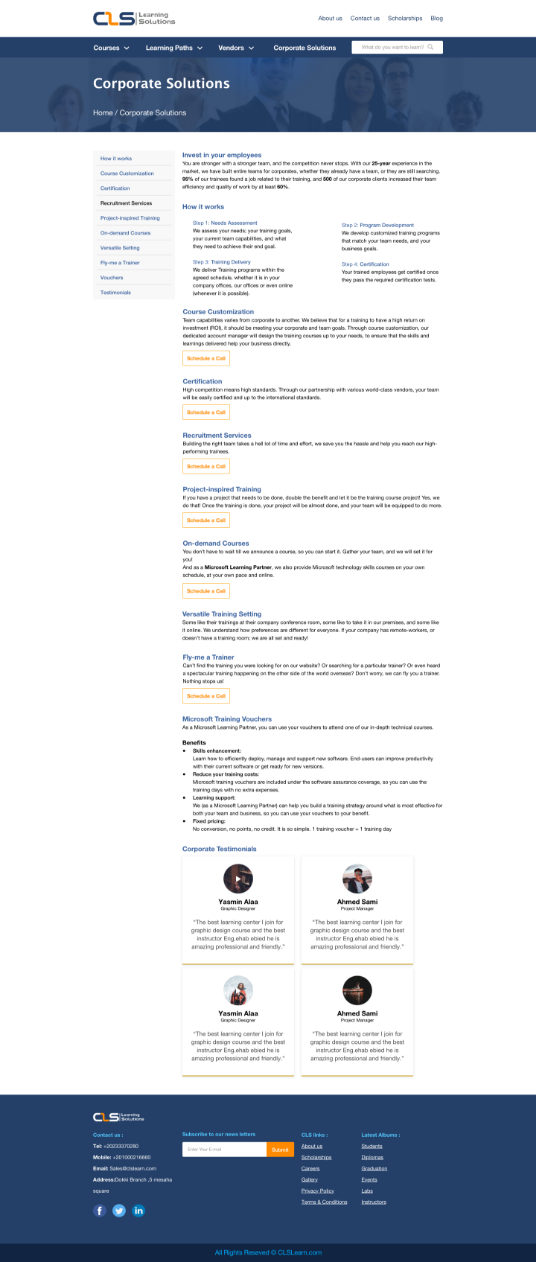 CLS Learning Solutions
About us Contact us Scholarships Blog
Courses Learning Paths Vendors Corporate Solutions What do you want to learn?
Corporate Solutions
Home / Corporate Solutions
How it works
Course Customization
Certification
Recruitment Services
Project-inspired Training
On-demand Courses
Versatile Setting
Fly-me a Trainer
Vouchers
Testimonials
Invest in your employees
You are stronger with a stronger team, and the competition never stops. With our 25-year experience in the
market, we have built entire teams for corporates, whether they already have a team, or they are still searching.
95% of our trainees found a job related to their training, and 500 of our corporate clients increased their team
efficiency and quality of work by at least 60%.
How it works
Step 1: Needs Assessment
We assess your needs; your training goals,
your current team capabilities, and what
they need to achieve their end goal.
Step 2: Program Development
We develop customized training programs
that match your team needs, and your
business goals.
Step 3: Training Delivery
We deliver Training programs within the
agreed schedule, whether it is in your
company offices, our offices or even online
(whenever it is possible).
Step 4: Certification
Your trained employees get certified once
they pass the required certification tests.
Course Customization
Team capabilities varies from corporate to another. We believe that for a training to have a high return on
investment (ROI), it should be meeting your corporate and team goals. Through course customization, our
dedicated account manager will design the training courses up to your needs, to ensure that the skills and
learnings delivered help your business directly.
Schedule a Call
Certification
High competition means high standards. Through our partnership with various world-class vendors, your team
will be easily certified and up to the international standards.
Schedule a Call
Recruitment Services
Building the right team takes a hell lot of time and effort, we save you the hassle and help you reach our high-
performing trainees.
Schedule a Call
Project-inspired Training
If you have a project that needs to be done, double the benefit and let it be the training course project! Yes, we
do that! Once the training is done, your project will be almost done, and your team will be equipped to do more.
Schedule a Call
On-demand Courses
You don't have to wait till we announce a course, so you can start it. Gather your team, and we will set it for
you!
And as a Microsoft Learning Partner, we also provide Microsoft technology skills courses on your own
schedule, at your own pace and online.
Schedule a Call
Versatile Training Setting
Some like their trainings at their company conference room, some like to take it in our premises, and some like
it online. We understand how preferences are different for everyone. If your company has remote-workers, or
doesn't have a training room; we are all set and ready!
Fly-me a Trainer
Can't find the training you were looking for on our website? Or searching for a particular trainer? Or even heard
a spectacular training happening on the other side of the world overseas? Don't worry, we can fly you a trainer.
Nothing stops us!
Schedule a Call
Microsoft Training Vouchers
As a Microsoft Learning Partner, you can use your vouchers to attend one of our in-depth technical courses.
Benefits
• Skills enhancement:
Learn how to efficiently deploy, manage and support new software. End-users can improve productivity
with their current software or get ready for new versions.
• Reduce your training costs:
Microsoft training vouchers are included under the software assurance coverage, so you can use the
training days with no extra expenses.
• Learning support:
We (as a Microsoft Learning Partner) can help you build a training strategy around what is most effective for
both your team and business, so you can use your vouchers to your benefit.
• Fixed pricing:
No conversion, no points, no credit. It is so simple. 1 training voucher = 1 training day
Corporate Testimonials
Yasmin Alaa
Graphic Designer
"The best learning center I join for
graphic design course and the best
instructor Eng.ehab ebied he is
amazing professional and friendly."
Ahmed Sami
Project Manager
"The best learning center I join for
graphic design course and the best
instructor Eng.ehab ebied he is
amazing professional and friendly."
Yasmin Alaa
Graphic Designer
"The best learning center I join for
graphic design course and the best
instructor Eng.ehab ebied he is
amazing professional and friendly."
Ahmed Sami
Project Manager
"The best learning center I join for
graphic design course and the best
instructor Eng.ehab ebied he is
amazing professional and friendly."
CLS Learning Solutions
Contact us :
Tel: +20233370280
Mobile: +201000216660
Email: Sales@clslearn.com
Address:Dokki Branch ,5 mesaha
square
Subscribe to our news letters
Enter Your E-mail Submit
CLS links :
About us
Scholarships
Careers
Gallery
Privacy Policy
Terms & Conditions
Latest Albums :
Students
Diplomas
Graduation
Events
Labs
Instructors
All Rights Reseved © CLSLearn.com